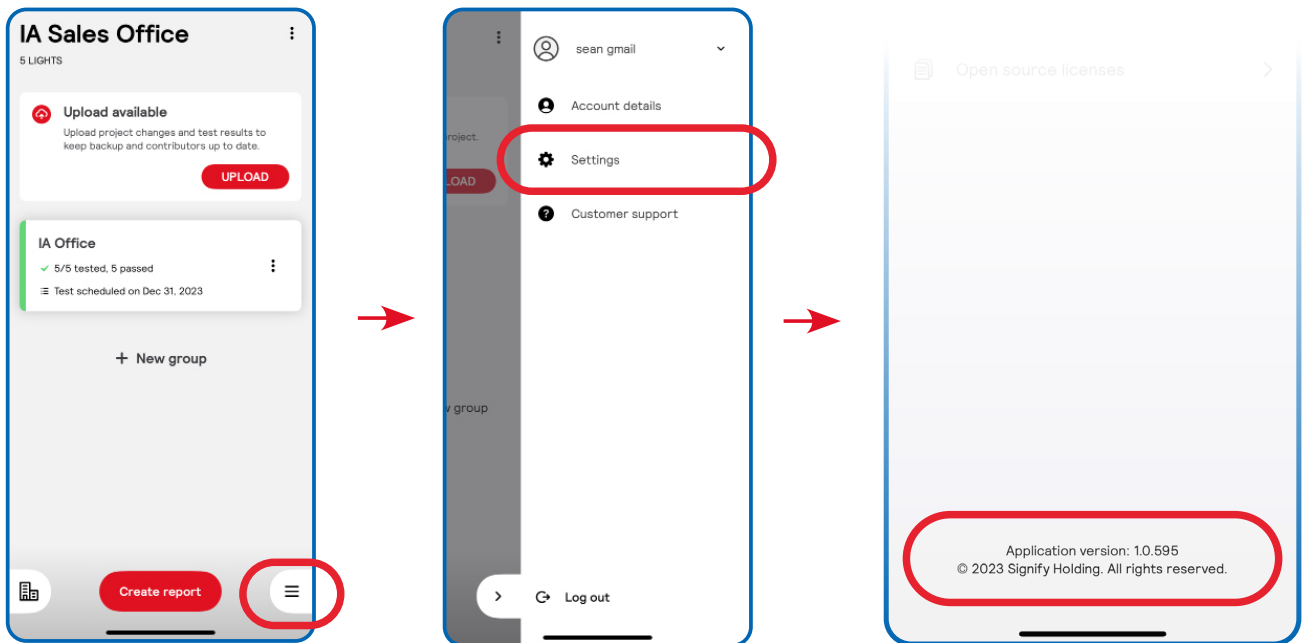 IA Sales Office
5 LIGHTS
Upload available
Upload project changes and test results to
keep backup and contributors up to date.
UPLOAD
IA Office
5/5 tested, 5 passed
Test scheduled on Dec 31, 2023
+ New group
Create report
sean gmail
Account details
roject.
Settings
LOAD
Customer support
group
Log out
Open source licenses
Application version: 1.0.595
© 2023 Signify Holding. All rights reserved.